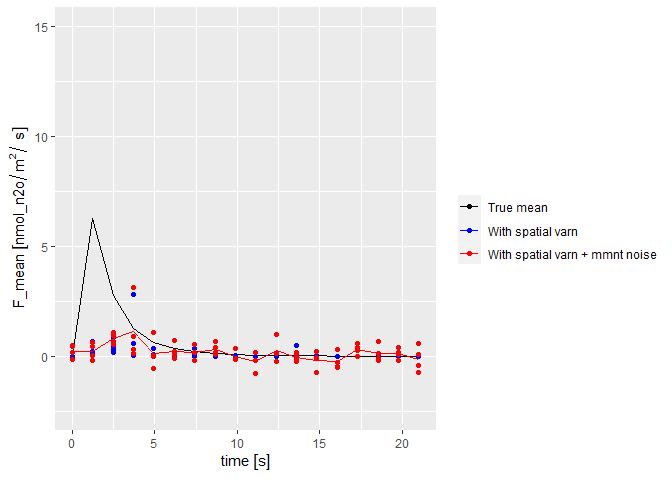 15
10
5
0
F_mean [nmol_n2o/ m²/ s]
0
5
10
15
20
time [s]
True mean
With spatial varn
With spatial varn + mmnt noise